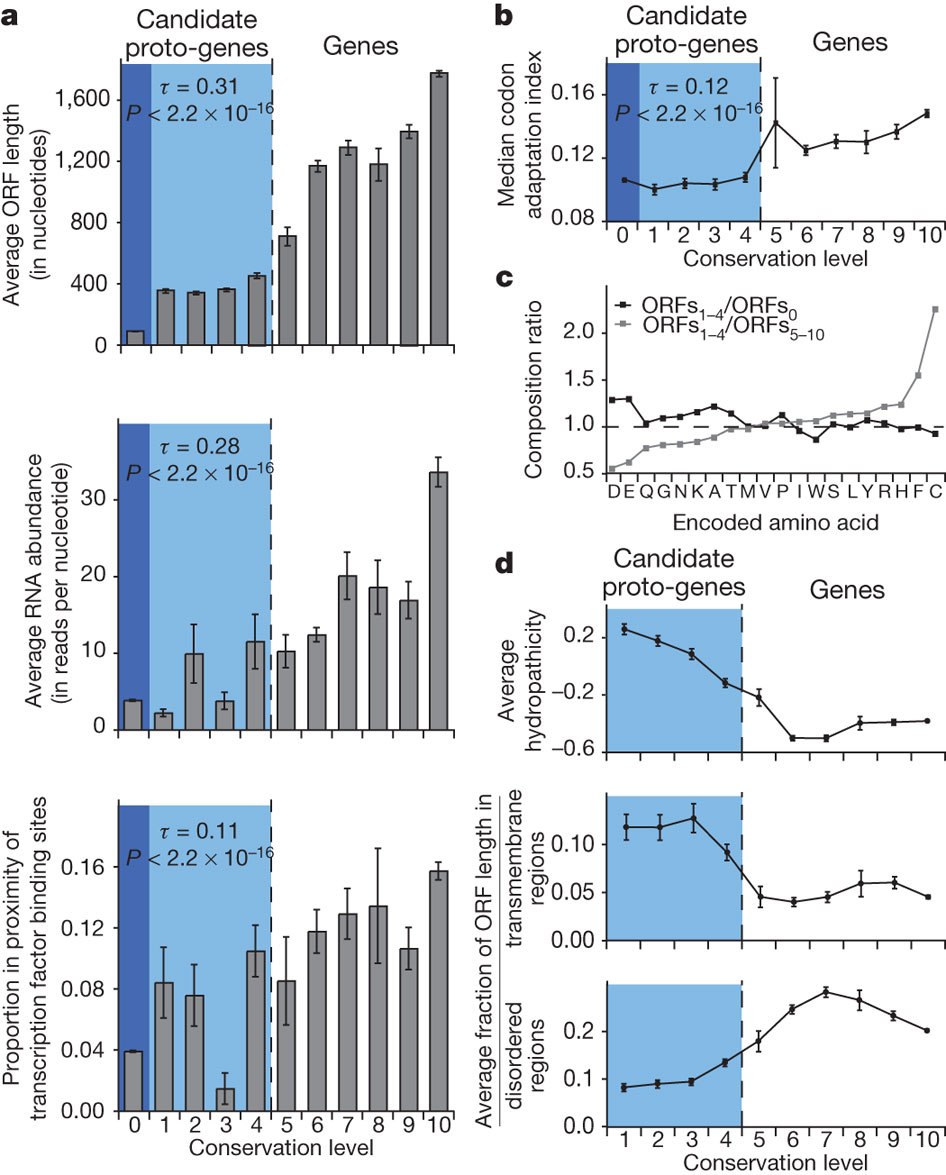 a
Candidate
proto-genes
Genes
τ = 0.31
P < 2.2 × 10–16
Average ORF length
(in nucleotides)
1,600
1,200
800
400
0
τ = 0.28
P < 2.2 × 10–16
Average RNA abundance
(in reads per nucleotide)
30
20
10
0
τ = 0.11
P < 2.2 × 10–16
Proportion in proximity of
transcription factor binding sites
0.16
0.12
0.08
0.04
0.00
0 1 2 3 4 5 6 7 8 9 10
Conservation level
b
Candidate
proto-genes
Genes
τ = 0.12
P < 2.2 × 10–16
Median codon
adaptation index
0.16
0.12
0.08
0 1 2 3 4 5 6 7 8 9 10
Conservation level
c
ORFs1–4/ORFs0
ORFs1–4/ORFs5–10
Composition ratio
2.0
1.5
1.0
0.5
D E Q G N K A T M V P I W S L Y R H F C
Encoded amino acid
d
Candidate
proto-genes
Genes
Average
hydropathicity
0.2
–0.2
–0.6
Average fraction of ORF length in
transmembrane
regions
0.10
0.05
0.00
disordered
regions
0.2
0.1
0.0
1 2 3 4 5 6 7 8 9 10
Conservation level